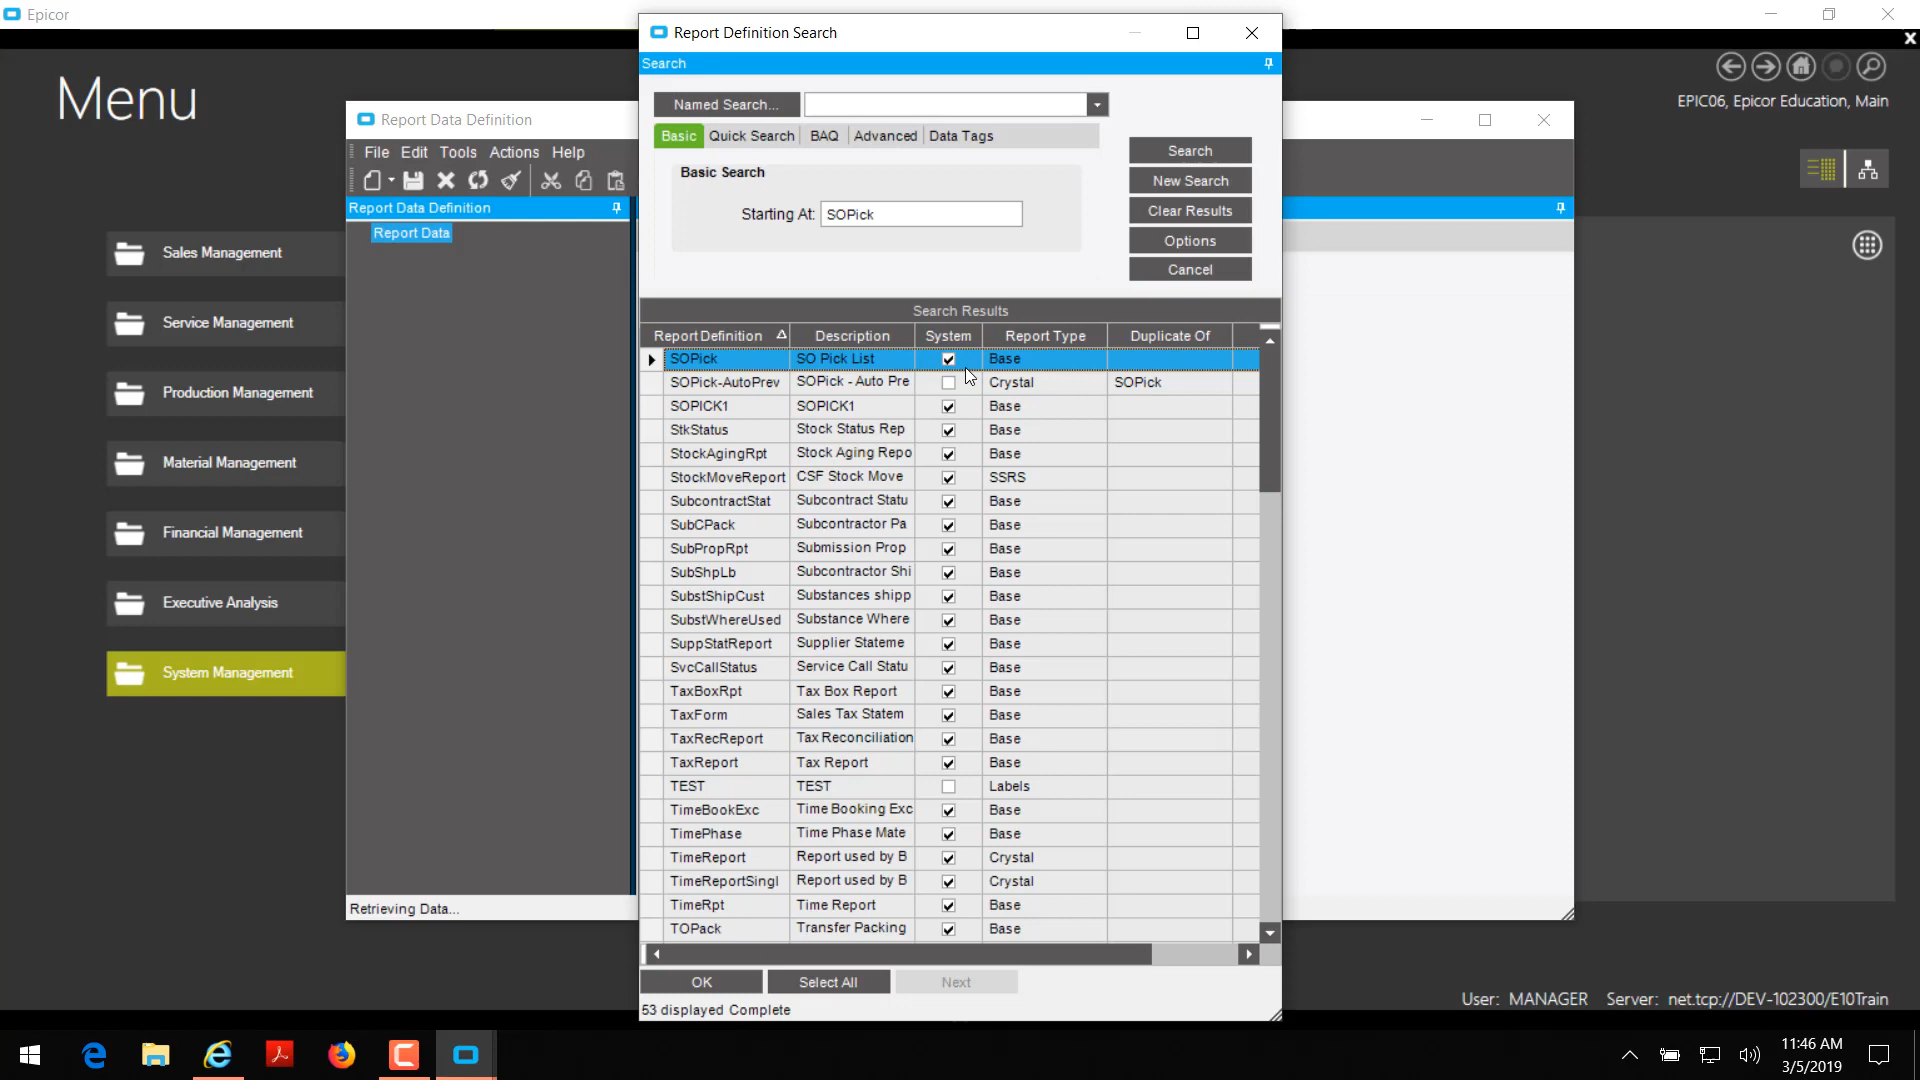 Epicor
Menu
EPIC06, Epicor Education, Main
Sales Management
Service Management
Production Management
Material Management
Financial Management
Executive Analysis
System Management
Report Data Definition
File Edit Tools Actions Help
Report Data Definition
Report Data
Retrieving Data...
Report Definition Search
Search
Named Search...
Basic Quick Search BAQ Advanced Data Tags
Basic Search
Starting At: SOPick
Search
New Search
Clear Results
Options
Cancel
Search Results
Report Definition Description System Report Type Duplicate Of
SOPick SO Pick List Base
SOPick-AutoPrev SOPick - Auto Pre Crystal SOPick
SOPICK1 SOPICK1 Base
StkStatus Stock Status Rep Base
StockAgingRpt Stock Aging Repo Base
StockMoveReport CSF Stock Move SSRS
SubcontractStat Subcontract Statu Base
SubCPack Subcontractor Pa Base
SubPropRpt Submission Prop Base
SubShpLb Subcontractor Shi Base
SubstShipCust Substances shipp Base
SubstWhereUsed Substance Where Base
SuppStatReport Supplier Stateme Base
SvcCallStatus Service Call Statu Base
TaxBoxRpt Tax Box Report Base
TaxForm Sales Tax Statem Base
TaxRecReport Tax Reconciliation Base
TaxReport Tax Report Base
TEST TEST Labels
TimeBookExc Time Booking Exc Base
TimePhase Time Phase Mate Base
TimeReport Report used by B Crystal
TimeReportSingl Report used by B Crystal
TimeRpt Time Report Base
TOPack Transfer Packing Base
OK Select All Next
53 displayed Complete
User: MANAGER Server: net.tcp://DEV-102300/E10Train
11:46 AM
3/5/2019